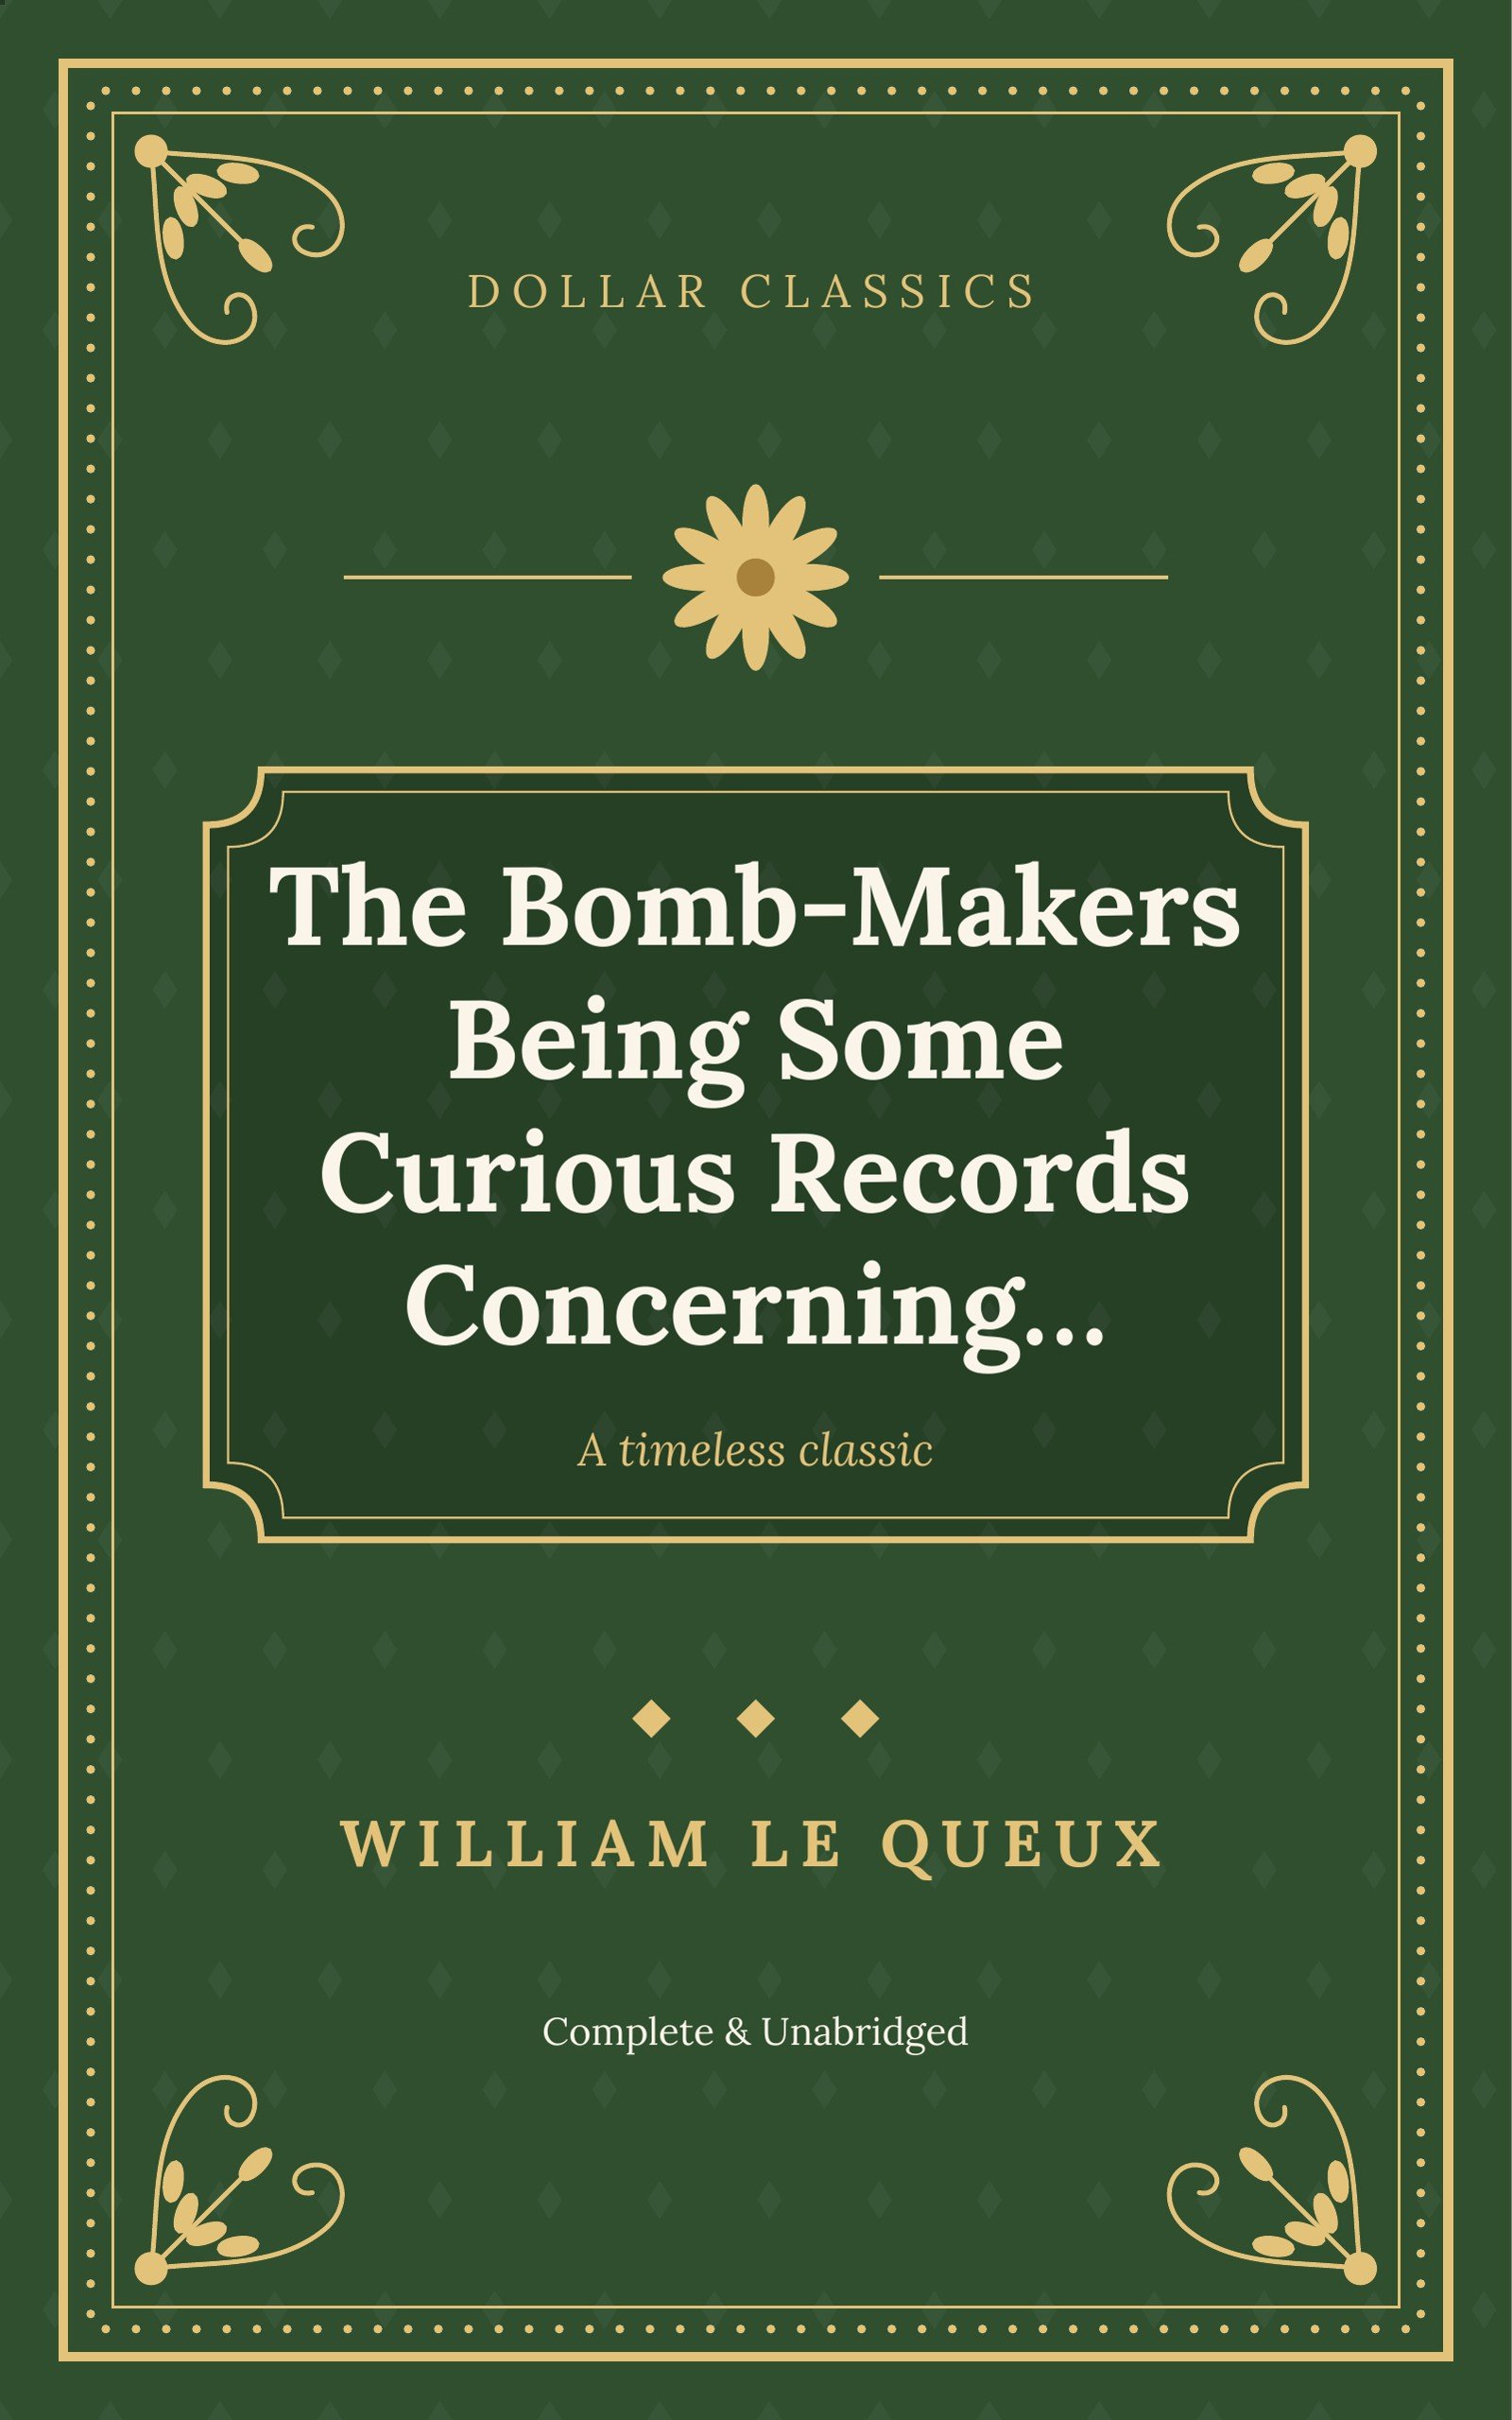 DOLLAR CLASSICS
The Bomb-Makers
Being Some
Curious Records
Concerning...
A timeless classic
WILLIAM LE QUEUX
Complete & Unabridged